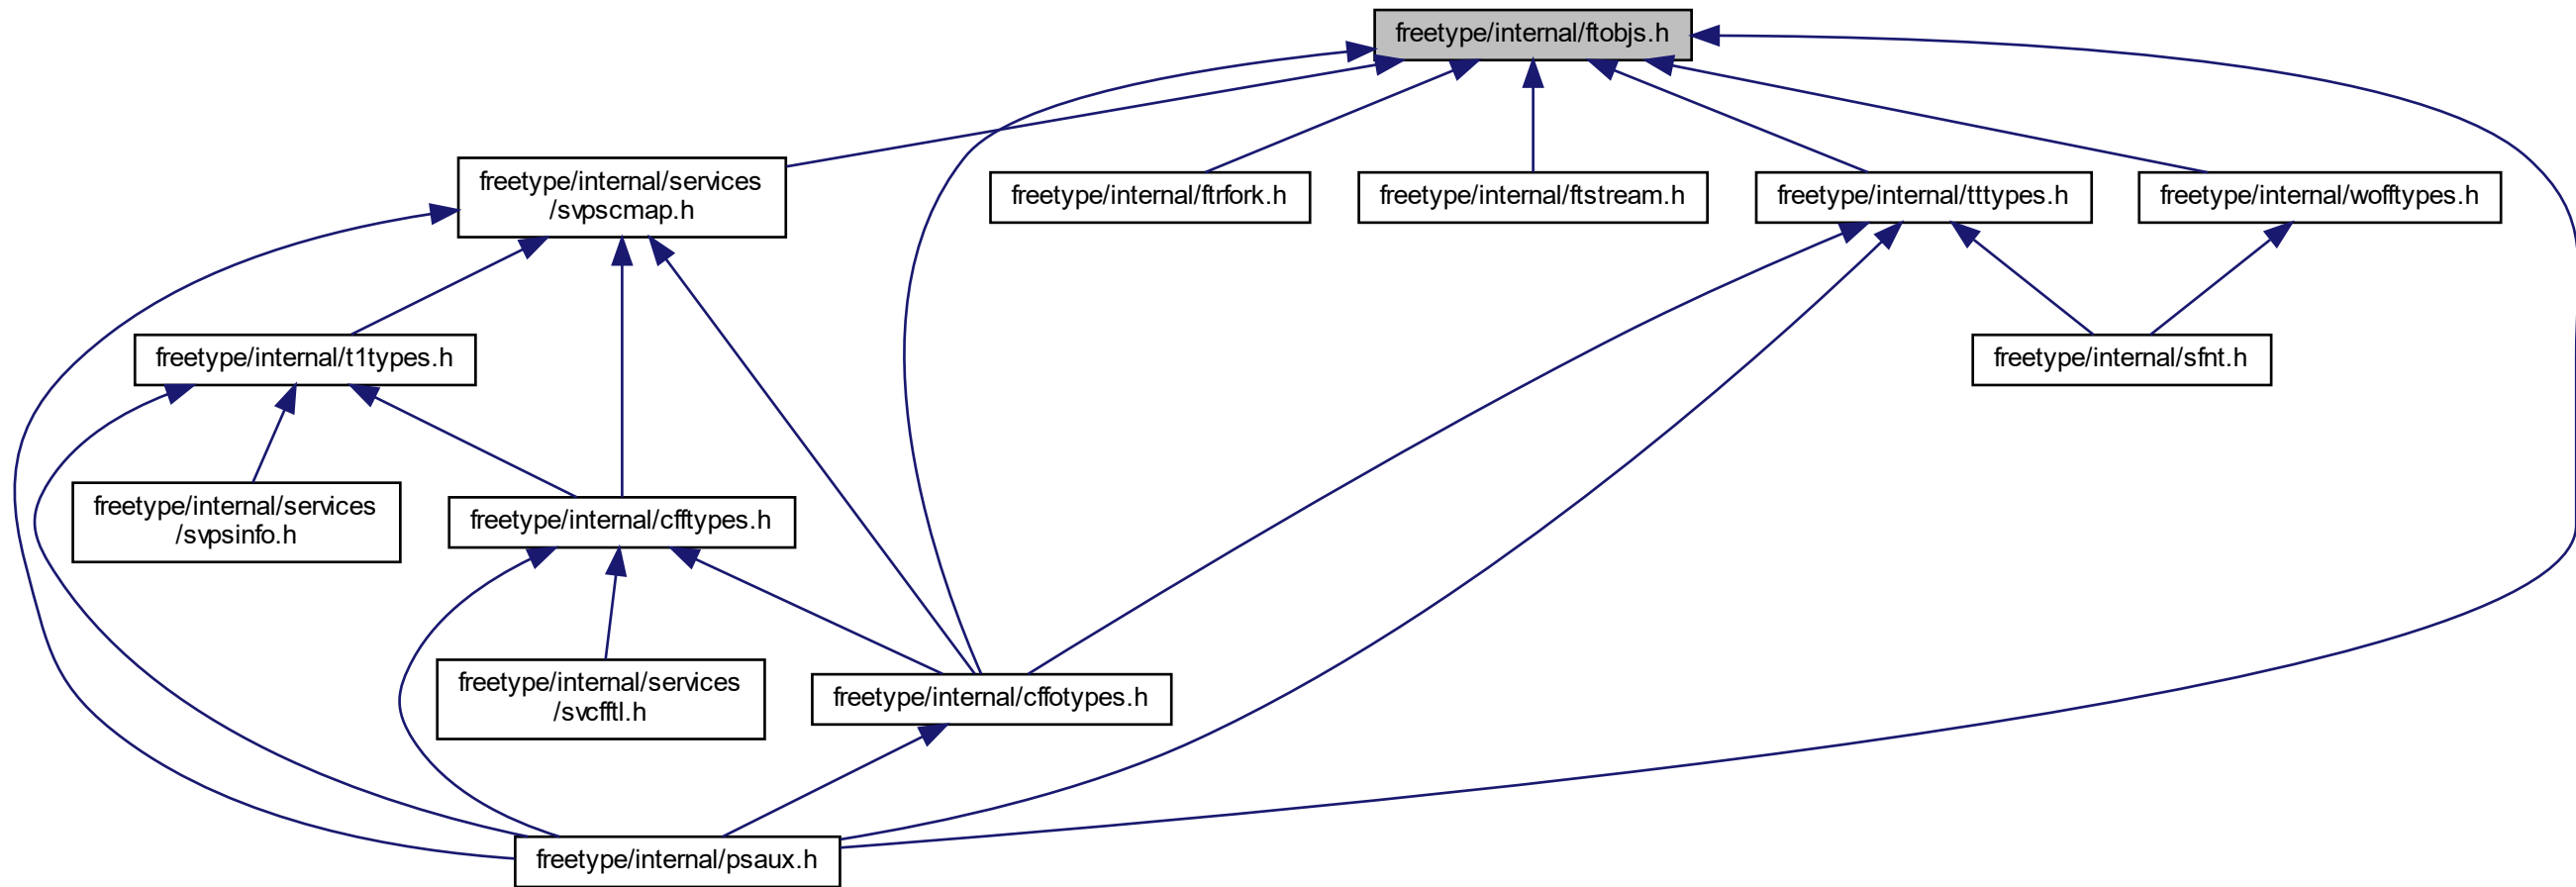 freetype/internal/ftobjs.h
freetype/internal/services
/svpscmap.h
freetype/internal/ftrfork.h
freetype/internal/ftstream.h
freetype/internal/tttypes.h
freetype/internal/wofftypes.h
freetype/internal/t1types.h
freetype/internal/sfnt.h
freetype/internal/services
/svpsinfo.h
freetype/internal/cfftypes.h
freetype/internal/services
/svcfftl.h
freetype/internal/cffotypes.h
freetype/internal/psaux.h